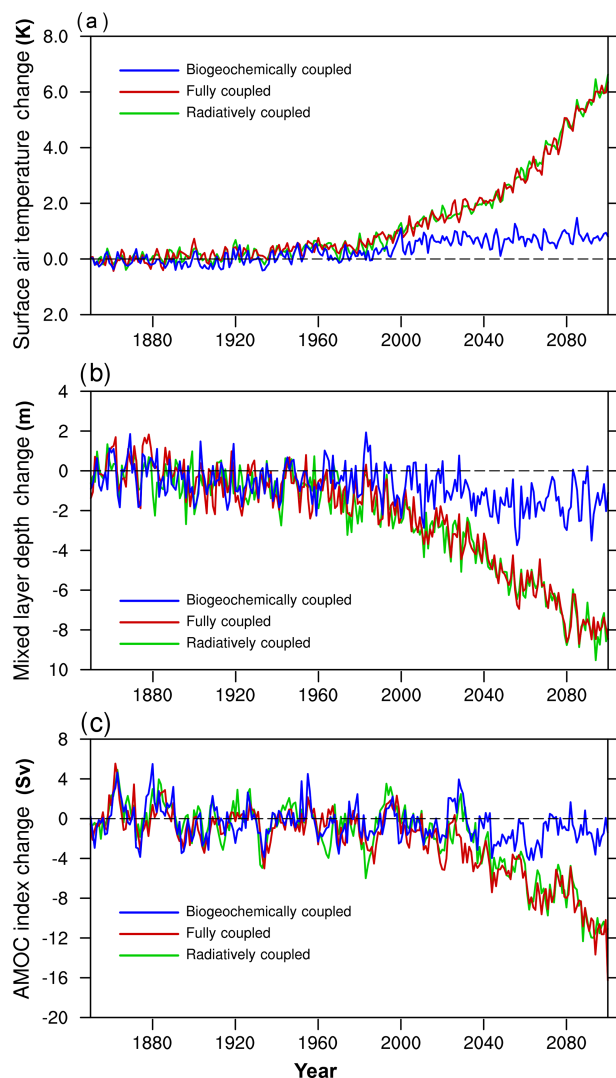 (a)
8.0
6.0
4.0
2.0
0.0
2.0
Surface air temperature change (K)
Biogeochemically coupled
Fully coupled
Radiatively coupled
1880 1920 1960 2000 2040 2080
(b)
4
2
0
-2
-4
-6
-8
10
Mixed layer depth change (m)
Biogeochemically coupled
Fully coupled
Radiatively coupled
1880 1920 1960 2000 2040 2080
(c)
8
4
0
-4
-8
-12
-16
-20
AMOC index change (Sv)
Biogeochemically coupled
Fully coupled
Radiatively coupled
1880 1920 1960 2000 2040 2080
Year